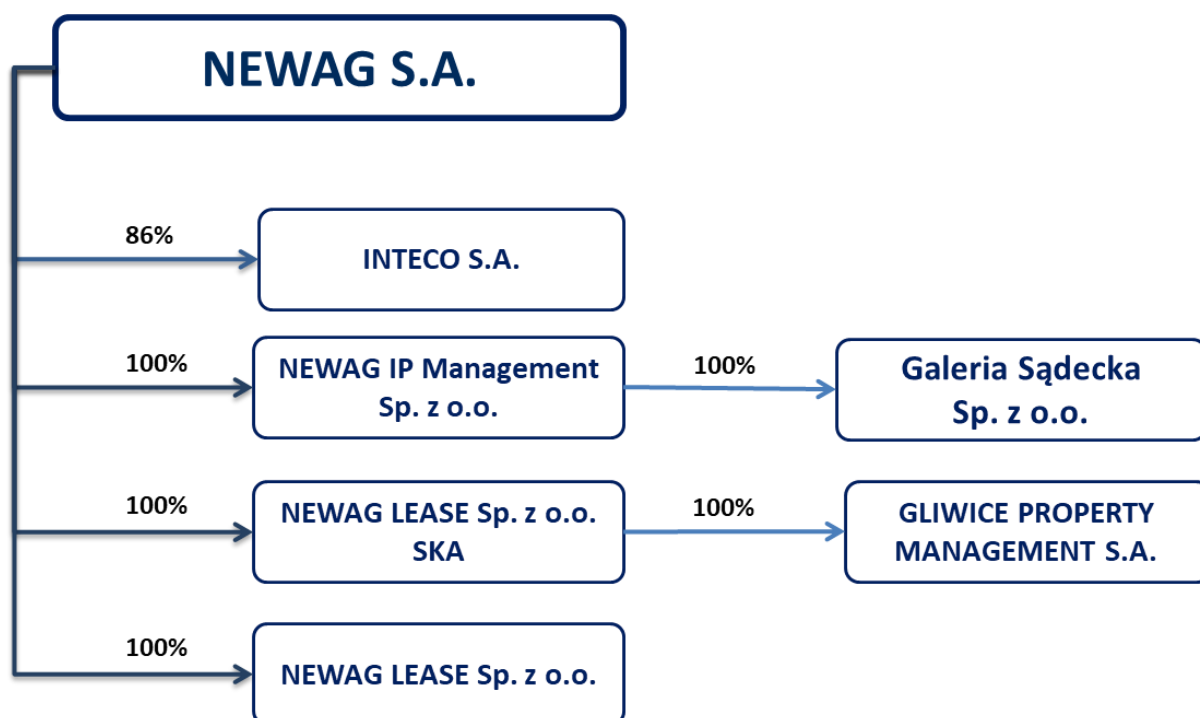 NEWAG S.A.
86%
INTECO S.A.
100%
NEWAG IP Management
Sp. z o.o.
100%
Galeria Sądecka
Sp. z o.o.
100%
NEWAG LEASE Sp. z o.o.
SKA
100%
GLIWICE PROPERTY
MANAGEMENT S.A.
100%
NEWAG LEASE Sp. z o.o.